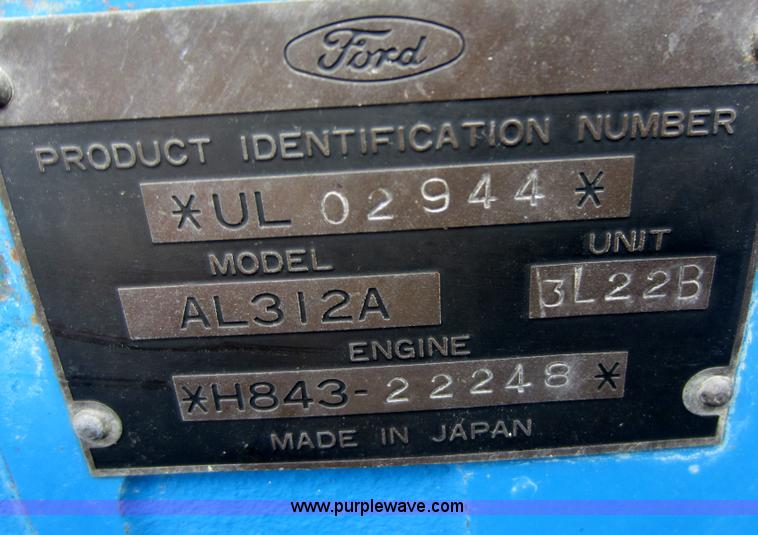 Ford
PRODUCT IDENTIFICATION NUMBER
*UL 02944*
MODEL UNIT
AL312A 3L22B
ENGINE
*H843-22248*
MADE IN JAPAN
www.purplewave.com